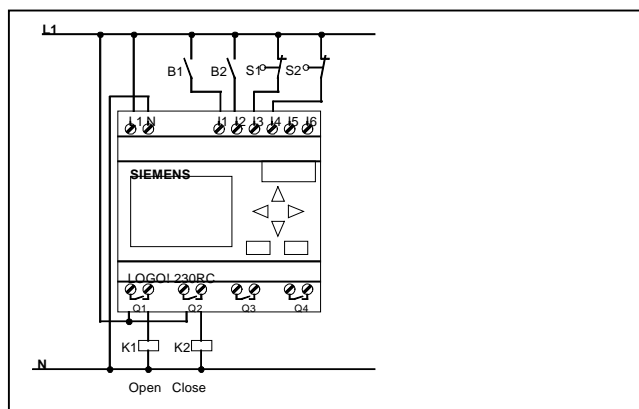 L1
B1 B2 S1 S2
L1 N I1 I2 I3 I4 I5 I6
SIEMENS
LOGO! 230RC
Q1 Q2 Q3 Q4
K1 K2
N
Open Close